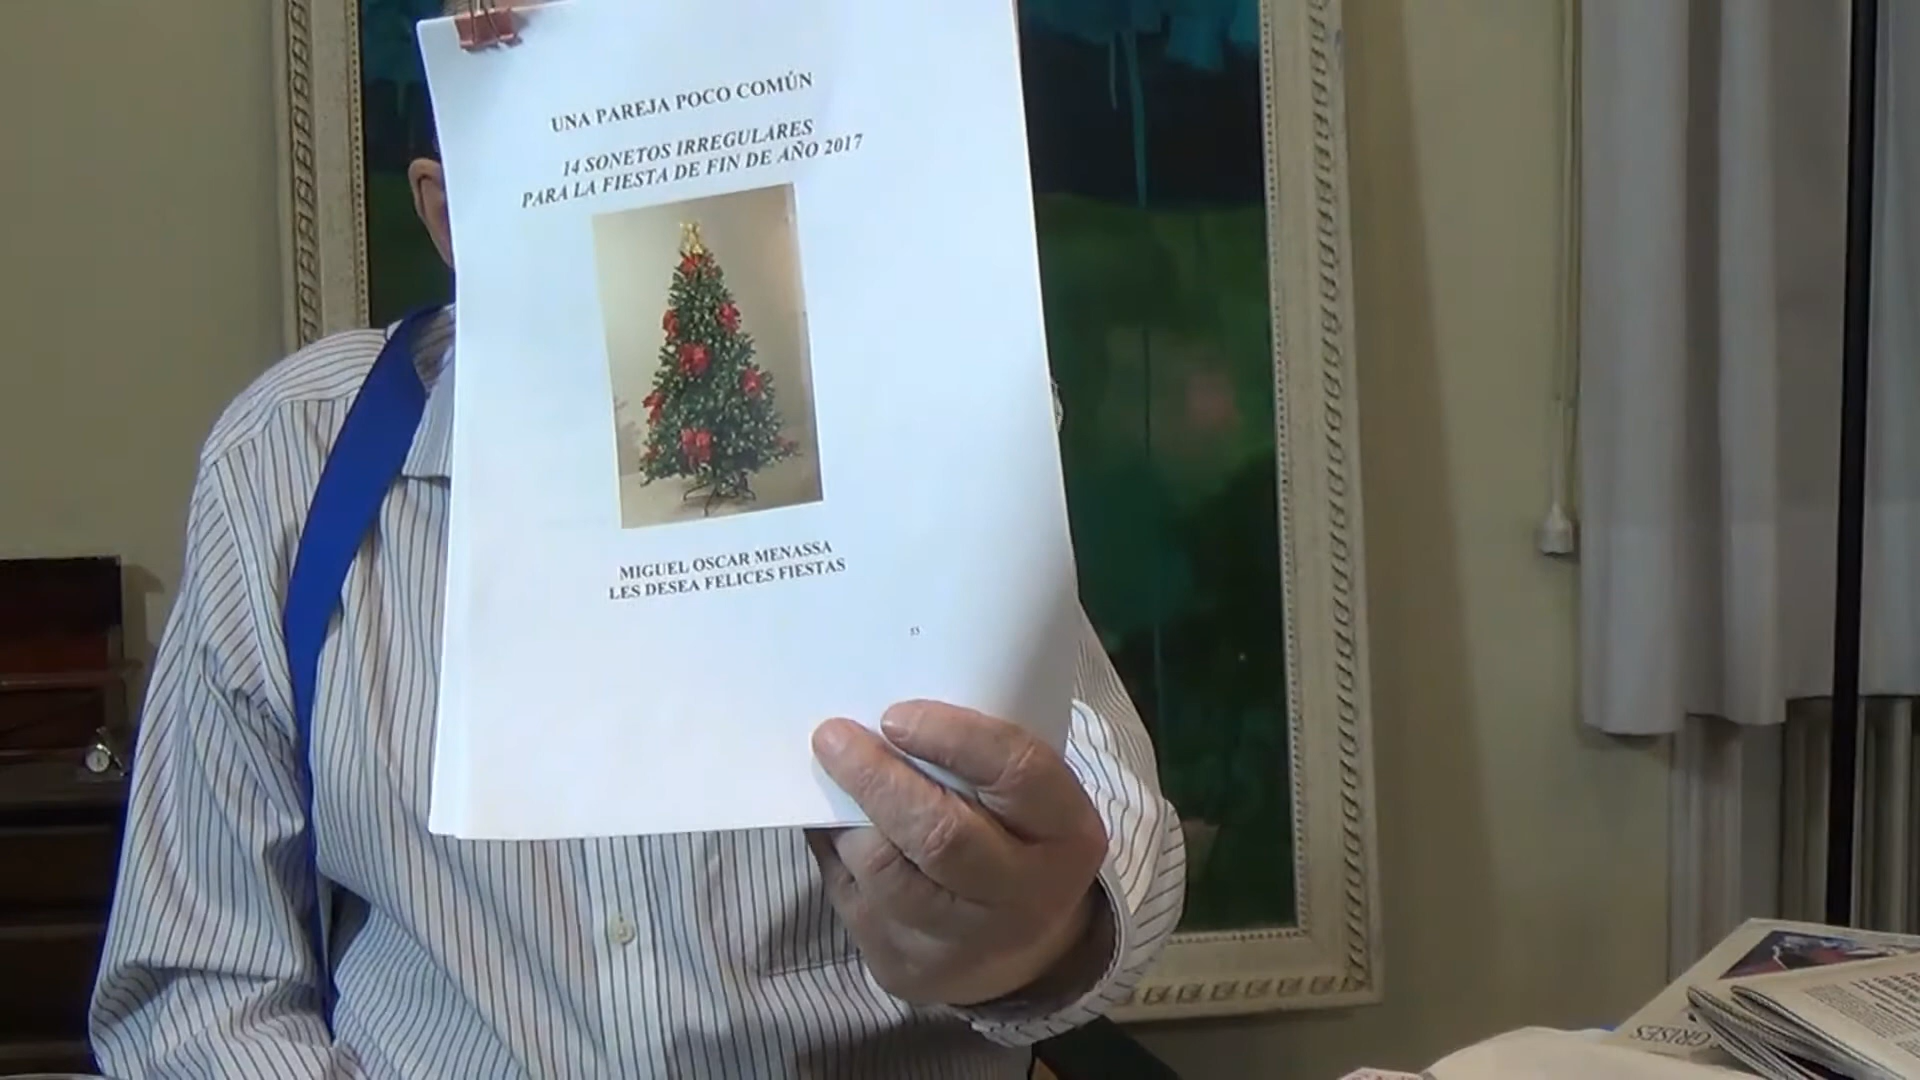 UNA PAREJA POCO COMÚN
14 SONETOS IRREGULARES
PARA LA FIESTA DE FIN DE AÑO 2017
MIGUEL OSCAR MENASSA
LES DESEA FELICES FIESTAS
GRISES